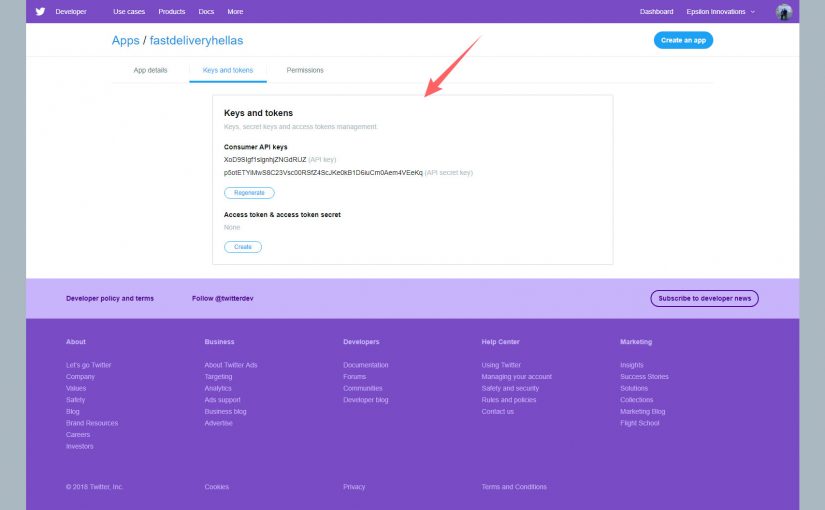 Developer Use cases Products Docs More Dashboard Epsilon Innovations
Apps / fastdeliveryhellas Create an app
App details Keys and tokens Permissions
Keys and tokens
Keys, secret keys and access tokens management.
Consumer API keys
(API key)
(API secret key)
Regenerate
Access token & access token secret
None
Create
Developer policy and terms Follow @twitterdev Subscribe to developer news
About Business Developers Help Center Marketing
Let's go Twitter About Twitter Ads Documentation Using Twitter Insights
Company Targeting Forums Managing your account Success Stories
Values Analytics Communities Safety and security Solutions
Safety Ads support Developer blog Rules and policies Collections
Blog Business blog Contact us Marketing Blog
Brand Resources Advertise Flight School
Careers
Investors
© 2018 Twitter, Inc. Cookies Privacy Terms and Conditions